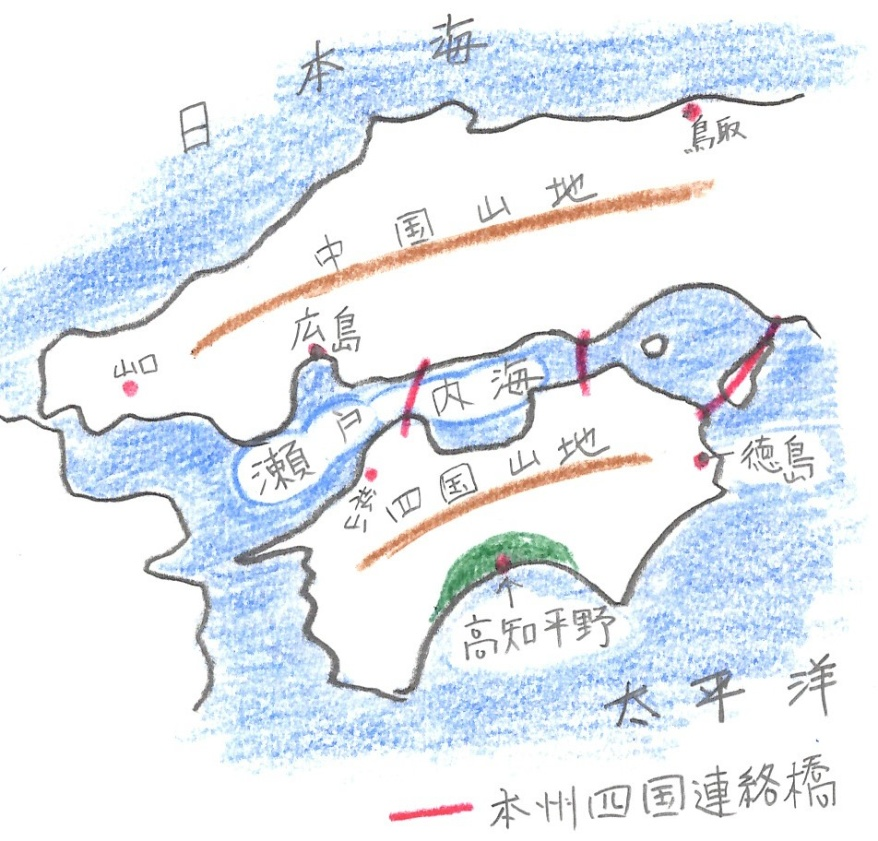 日本海
鳥取
中国山地
広島
山口
瀬戸内海
松山
四国山地
徳島
高知平野
太平洋
本州四国連絡橋